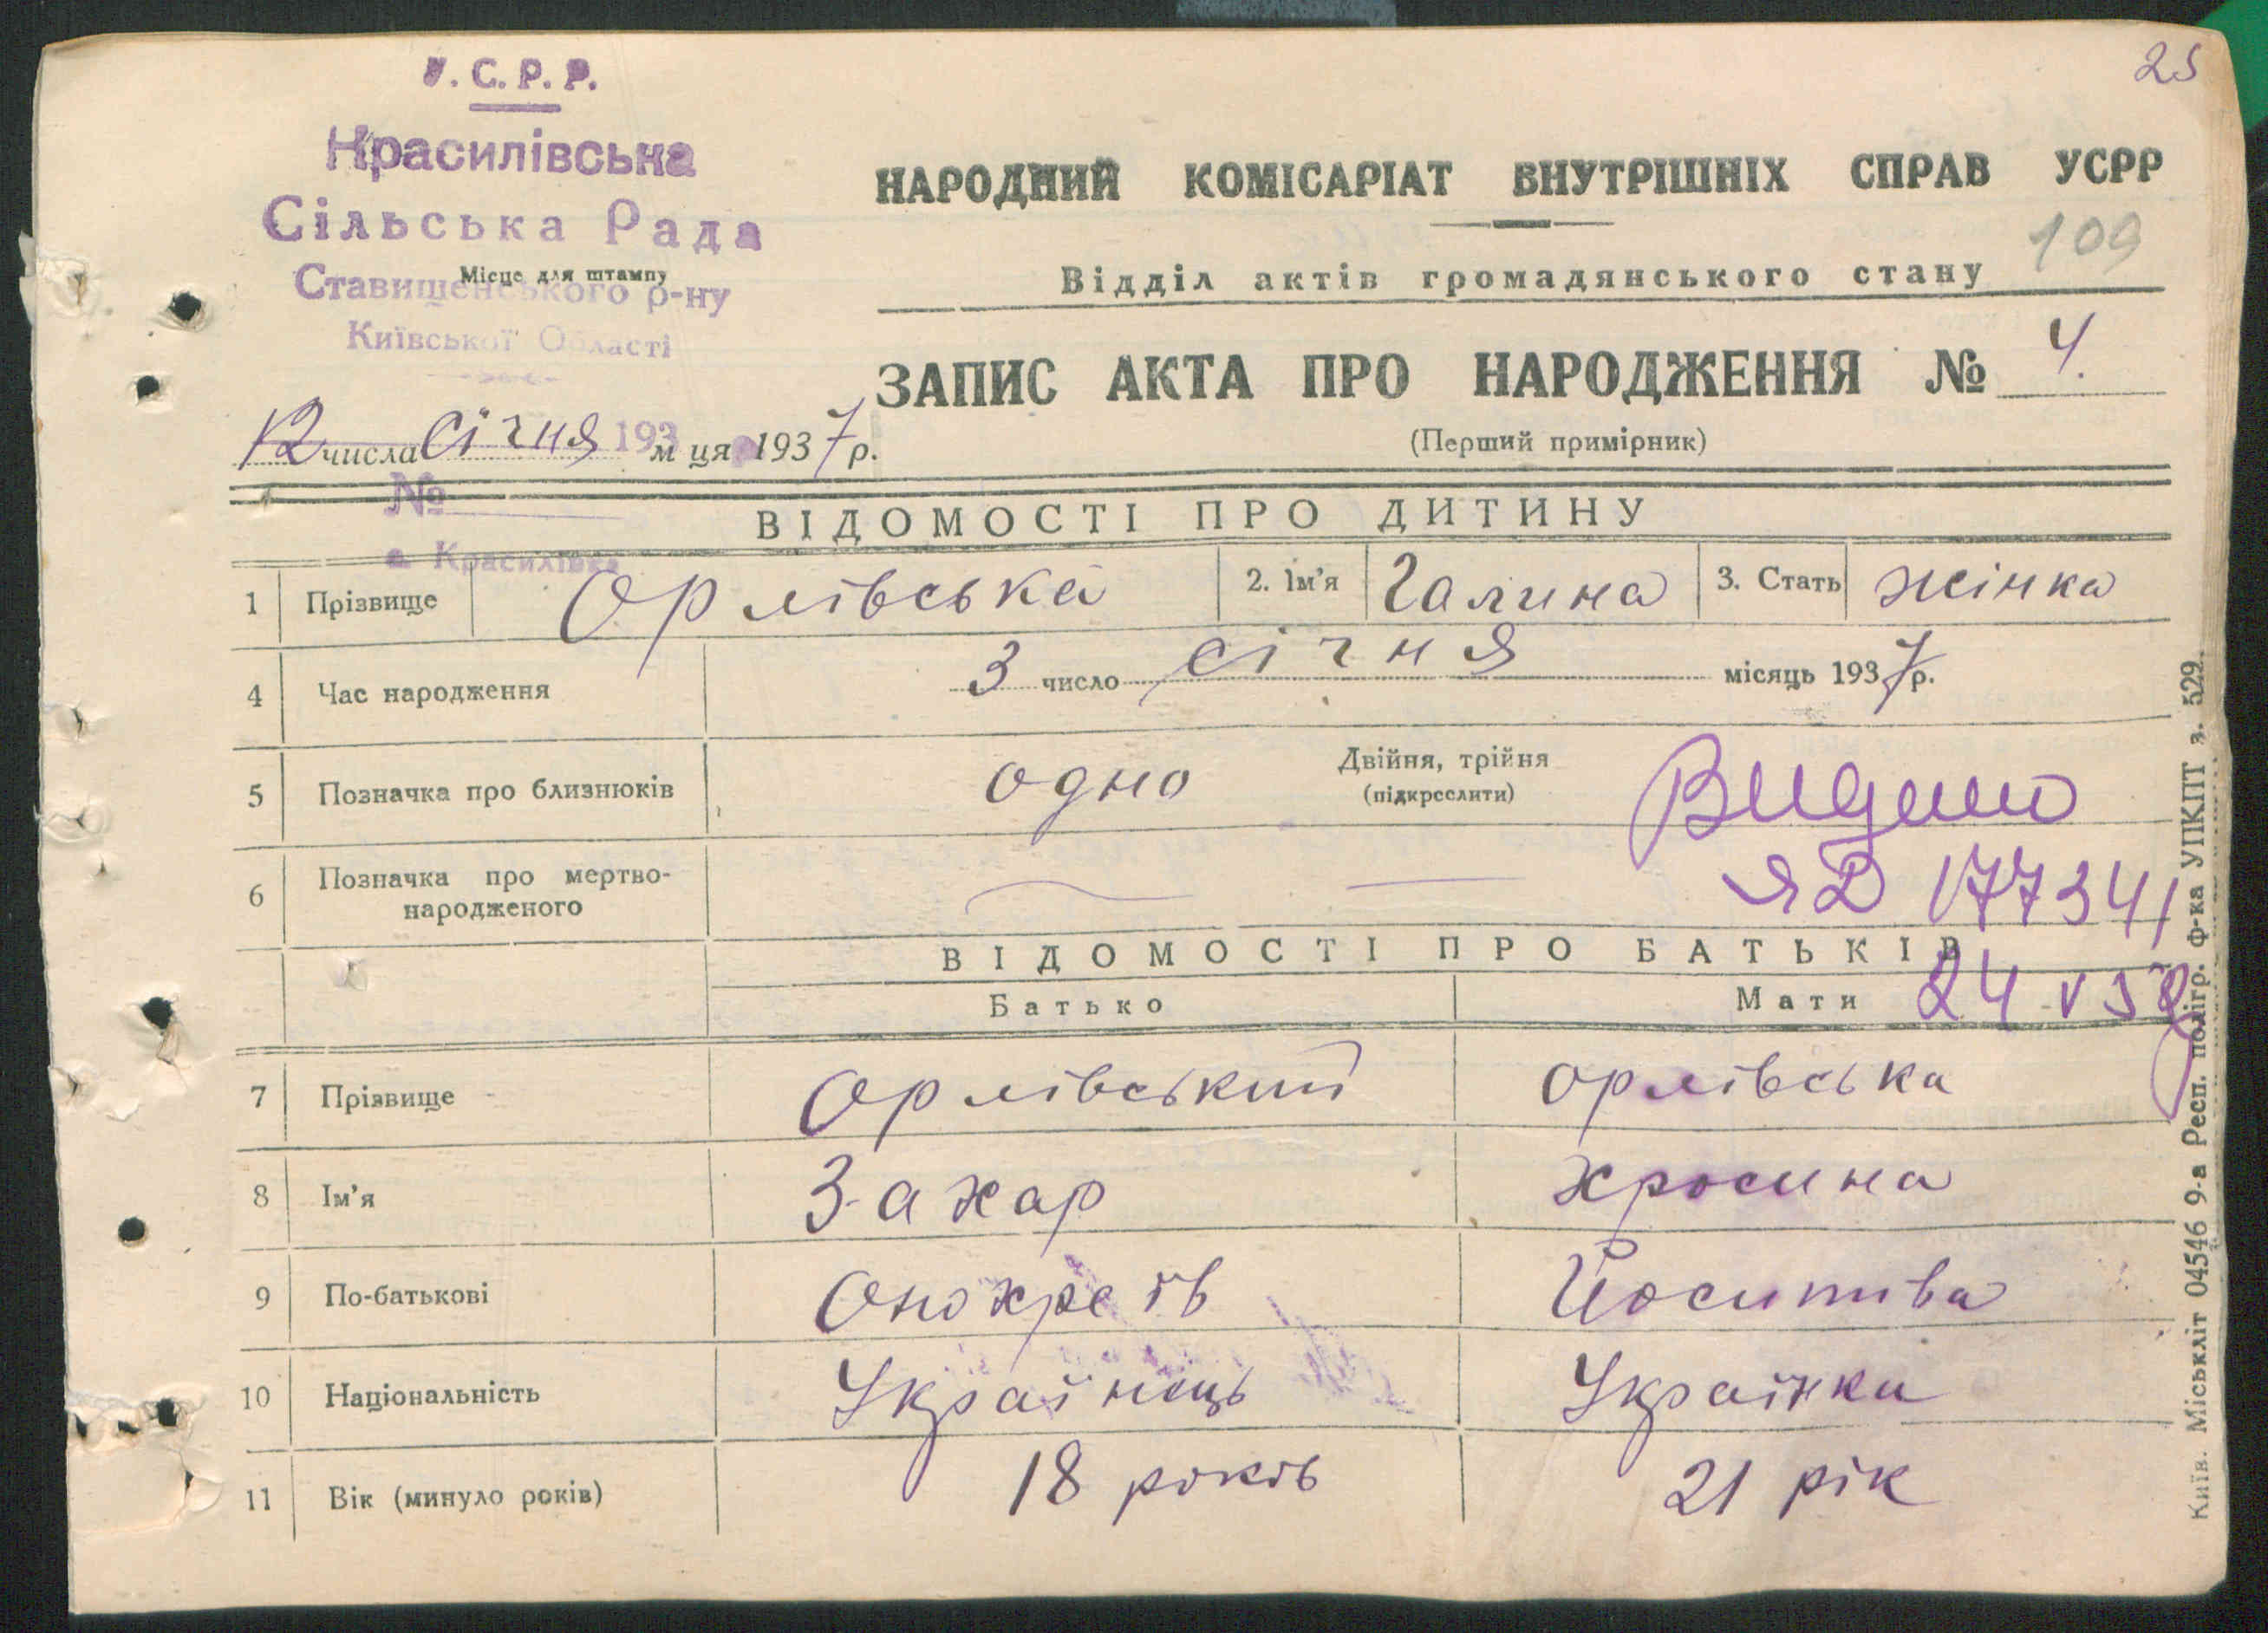 25
У. С. Р. Р.
Красилівська
Сільська Рада
Місце для штампу
Ставищенського р-ну
Київської Області
НАРОДНИЙ КОМІСАРІАТ ВНУТРІШНІХ СПРАВ УСРР
109
Відділ актів громадянського стану
ЗАПИС АКТА ПРО НАРОДЖЕННЯ № 4.
(Перший примірник)
12 числа січня 193 м ця 1937 р.
№
с. Красилівка
ВІДОМОСТІ ПРО ДИТИНУ
1 Прізвище Орлівська 2. Ім'я Галина 3. Стать жінка
4 Час народження 3 число січня місяць 1937 р.
5 Позначка про близнюків одно Двійня, трійня (підкреслити)
Видано
6 Позначка про мертво-народженого
ЯД 177341
ВІДОМОСТІ ПРО БАТЬКІВ
Батько Мати
24 V 52
7 Прізвище Орлівський Орлівська
8 Ім'я Захар Хросина
9 По-батькові Онохреів Йосипива
10 Національність Українець Українка
11 Вік (минуло років) 18 років 21 рік
Київ. Міськліт 04546 9-а Респ. полігр. ф-ка УПКПТ з. 529.